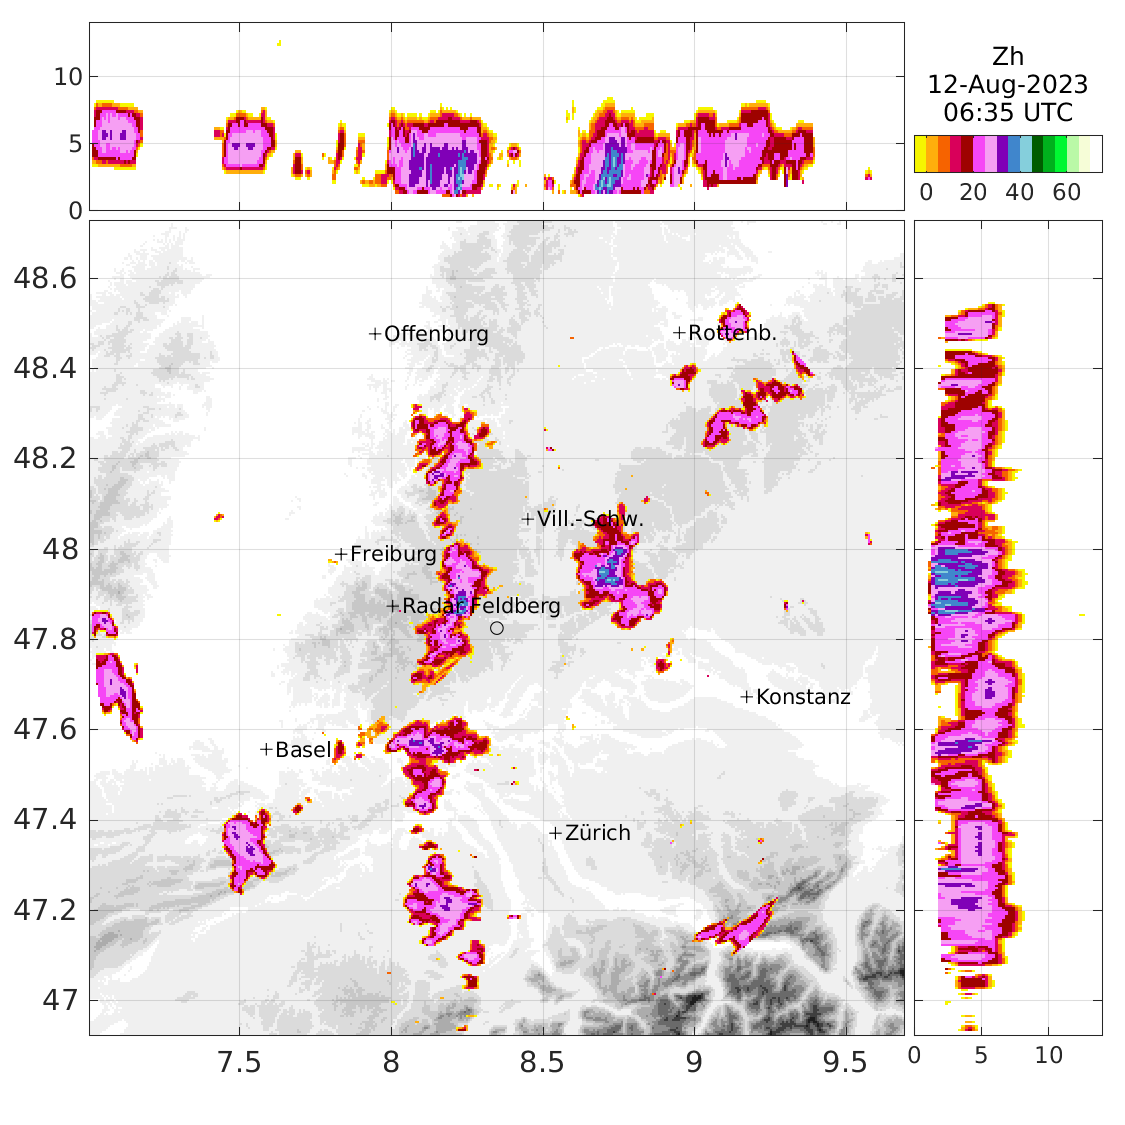 10
5
0
Zh
12-Aug-2023
06:35 UTC
0 20 40 60
48.6
48.4
48.2
48
47.8
47.6
47.4
47.2
47
+Offenburg
+Rottenb.
+Vill.-Schw.
+Freiburg
+Radar Feldberg
+Konstanz
+Basel
+Zürich
7.5 8 8.5 9 9.5
0 5 10